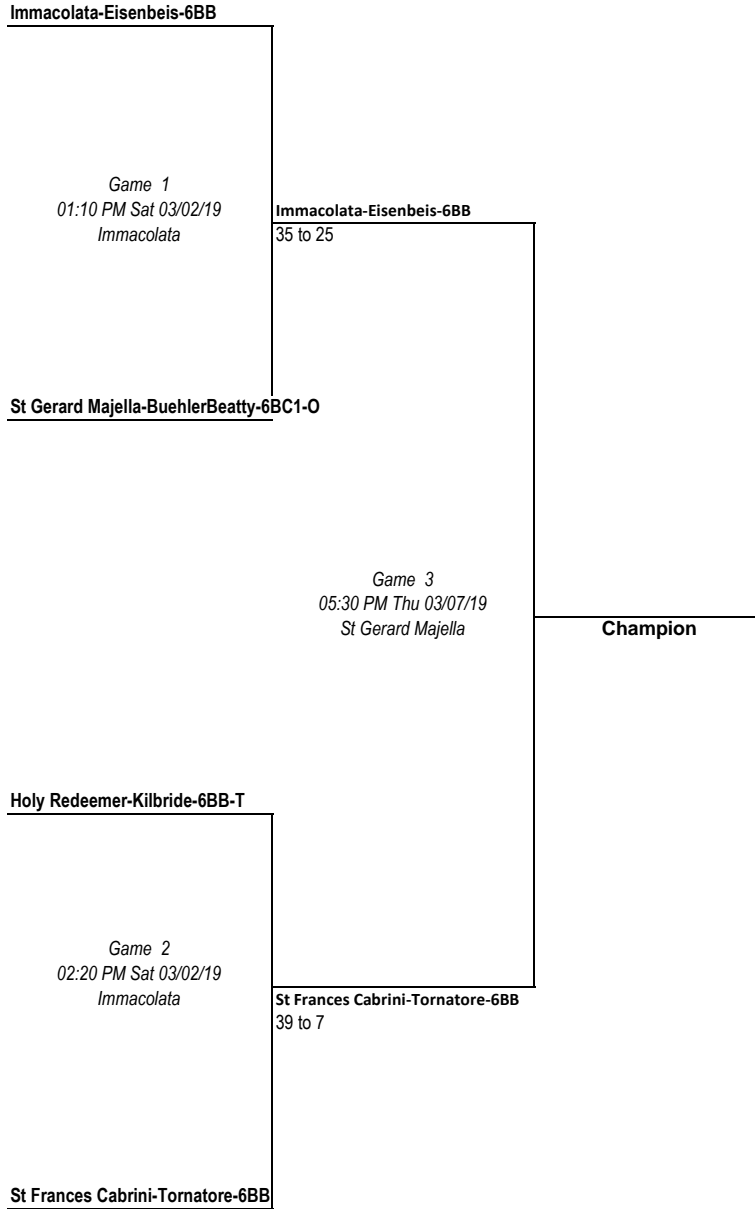 Immacolata-Eisenbeis-6BB
Game 1
01:10 PM Sat 03/02/19
Immacolata
Immacolata-Eisenbeis-6BB
35 to 25
St Gerard Majella-BuehlerBeatty-6BC1-O
Game 3
05:30 PM Thu 03/07/19
St Gerard Majella
Champion
Holy Redeemer-Kilbride-6BB-T
Game 2
02:20 PM Sat 03/02/19
Immacolata
St Frances Cabrini-Tornatore-6BB
39 to 7
St Frances Cabrini-Tornatore-6BB